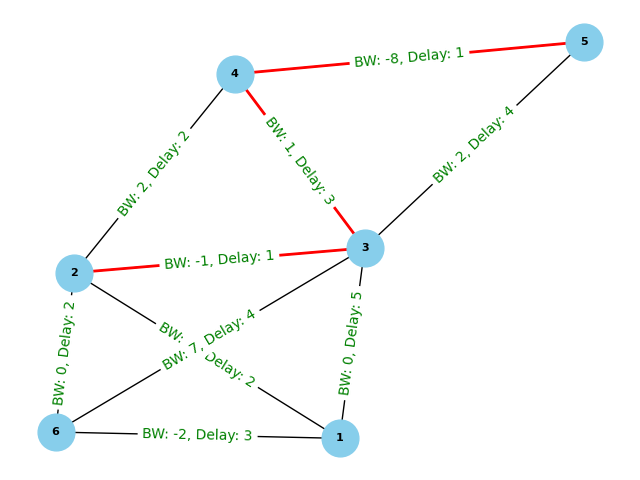 5
BW: -8, Delay: 1
4
BW: 1, Delay: 3
BW: 2, Delay: 4
BW: 2, Delay: 2
3
BW: -1, Delay: 1
2
BW: 0, Delay: 2
BW: 7, Delay: 4
BW: Delay: 2
BW: 0, Delay: 5
6
BW: -2, Delay: 3
1